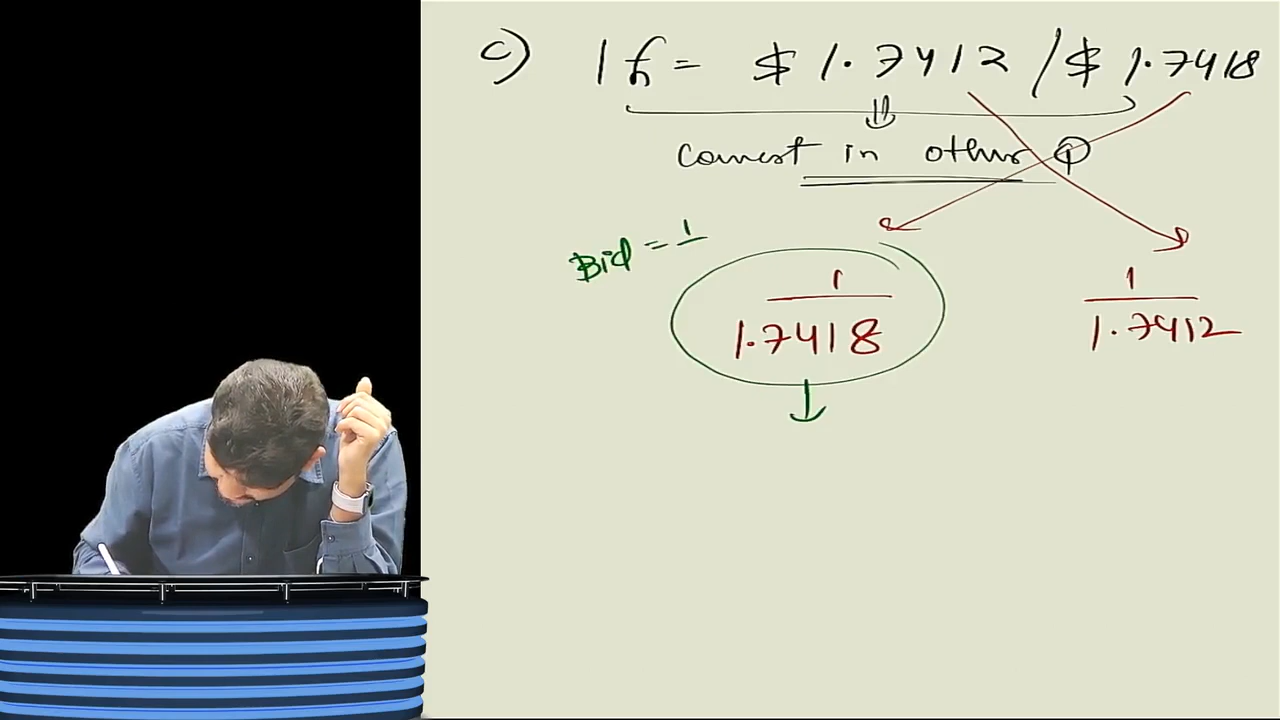 c) 1 £ = $ 1.7412 / $ 1.7418
convert in other
Bid = 1
1
1.7418
1
1.7412